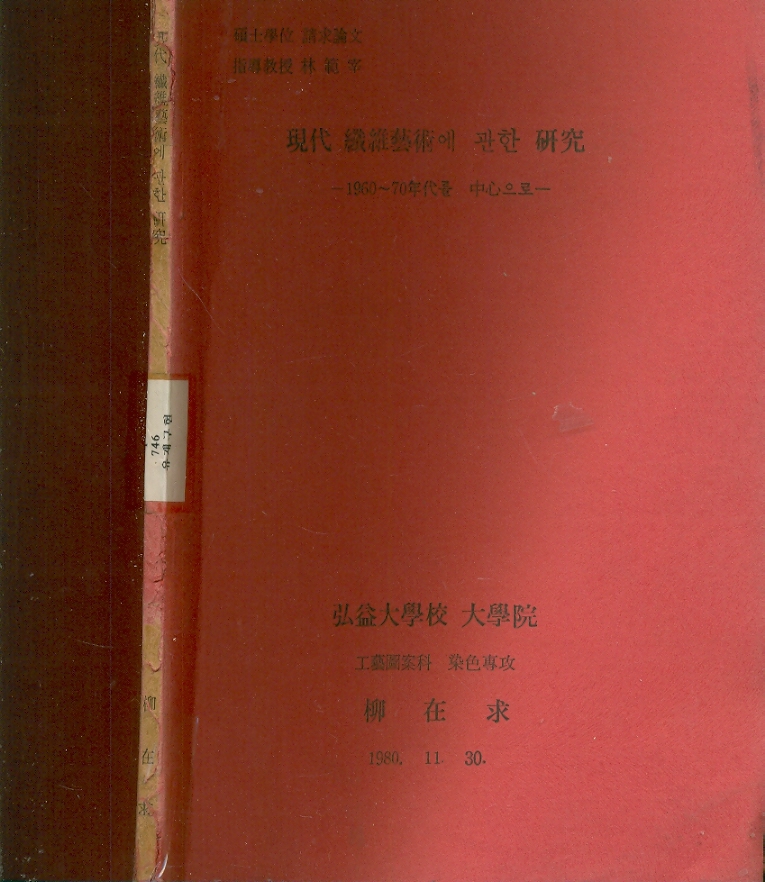 碩士學位 請求論文
指導教授 林範宰
現代 纖維藝術에 관한 研究
—1960~70年代를 中心으로—
弘益大學校 大學院
工藝圖案科 染色專攻
柳在求
1980. 11. 30.
現代 纖維藝術에 관한 研究
746
柳在求